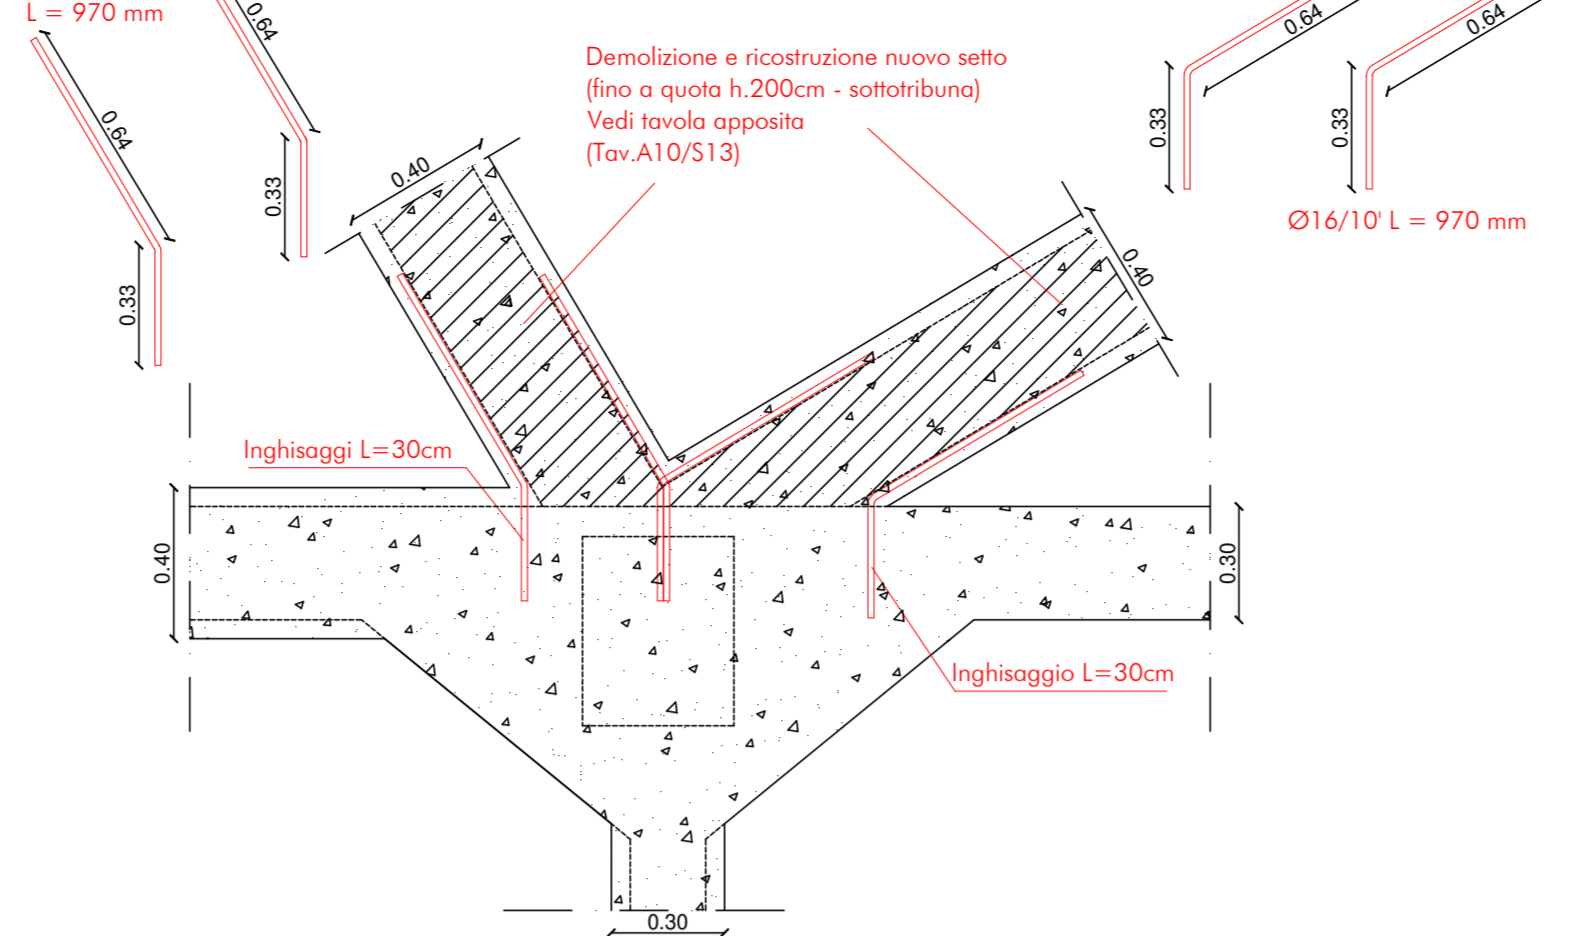 L = 970 mm
0.64
0.64
0.33
0.33
0.40
Demolizione e ricostruzione nuovo setto
(fino a quota h.200cm - sottotribuna)
Vedi tavola apposita
(Tav.A10/S13)
0.64
0.64
0.33
0.33
Ø16/10' L = 970 mm
0.40
Inghisaggi L=30cm
0.40
0.30
Inghisaggio L=30cm
0.30